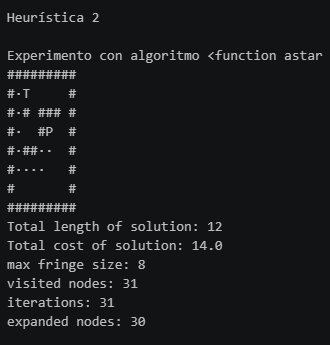 Heurística 2
Experimento con algoritmo <function astar
#########
#·T     #
#·# ### #
#·  #P  #
#·##··  #
#····   #
#       #
#########
Total length of solution: 12
Total cost of solution: 14.0
max fringe size: 8
visited nodes: 31
iterations: 31
expanded nodes: 30